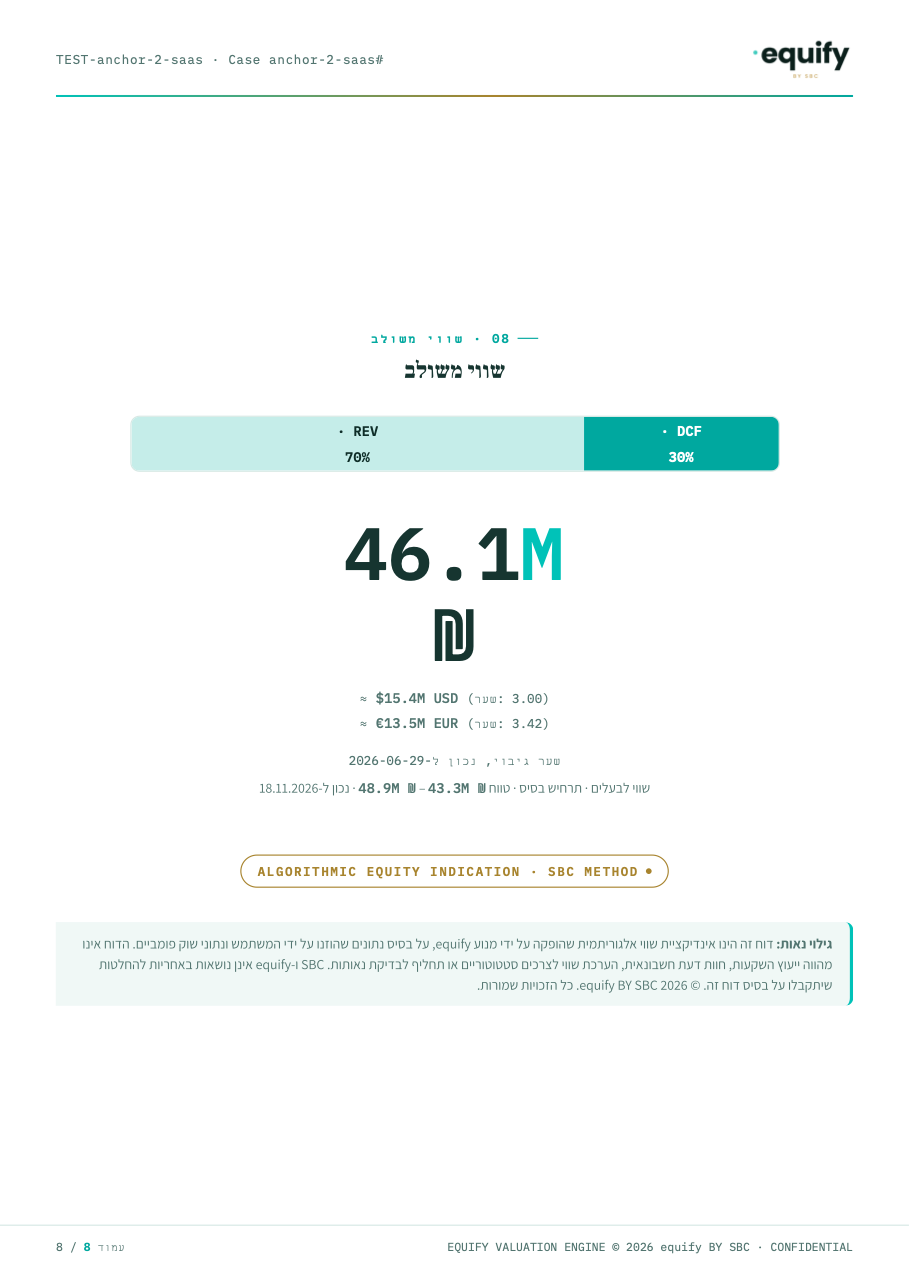 TEST-anchor-2-saas · Case anchor-2-saas#
equify
BY SBC
08 · שווי משולב
שווי משולב
· REV
70%
· DCF
30%
46.1M
₪
≈ $15.4M USD (שער: 3.00)
≈ €13.5M EUR (שער: 3.42)
שער גיבוי, נכון ל-2026-06-29
שווי לבעלים · תרחיש בסיס · טווח ₪ 43.3M – ₪ 48.9M · נכון ל-18.11.2026
ALGORITHMIC EQUITY INDICATION · SBC METHOD
גילוי נאות: דוח זה הינו אינדיקציית שווי אלגוריתמית שהופקה על ידי מנוע equify, על בסיס נתונים שהוזנו על ידי המשתמש ונתוני שוק פומביים. הדוח אינו
מהווה ייעוץ השקעות, חוות דעת חשבונאית, הערכת שווי לצרכים סטטוטוריים או תחליף לבדיקת נאותות. SBC ו-equify אינן נושאות באחריות להחלטות
שיתקבלו על בסיס דוח זה. © 2026 equify BY SBC. כל הזכויות שמורות.
עמוד 8 / 8
EQUIFY VALUATION ENGINE © 2026 equify BY SBC · CONFIDENTIAL